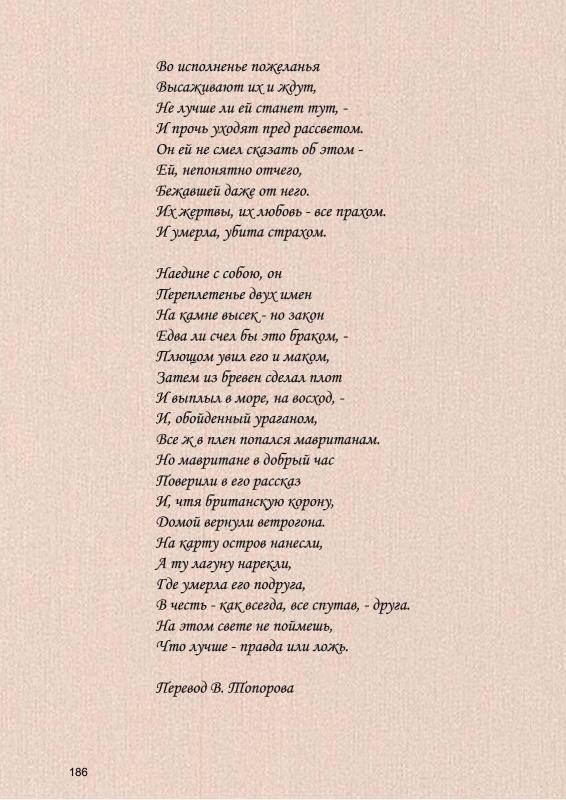 Во исполненье пожеланья
Высаживают их и ждут,
Не лучше ли ей станет тут, -
И прочь уходят пред рассветом.
Он ей не смел сказать об этом -
Ей, непонятно отчего,
Бежавшей даже от него.
Их жертвы, их любовь - все прахом.
И умерла, убита страхом.

Наедине с собою, он
Переплетенье двух имен
На камне высек - но закон
Едва ли счел бы это браком, -
Плющом увил его и маком,
Затем из бревен сделал плот
И выплыл в море, на восход, -
И, обойденный ураганом,
Все ж в плен попался мавританам.
Но мавритане в добрый час
Поверили в его рассказ
И, чтя британскую корону,
Домой вернули ветрогона.
На карту остров нанесли,
А ту лагуну нарекли,
Где умерла его подруга,
В честь - как всегда, все спутав, - друга.
На этом свете не поймешь,
Что лучше - правда или ложь.

Перевод В. Топорова

186